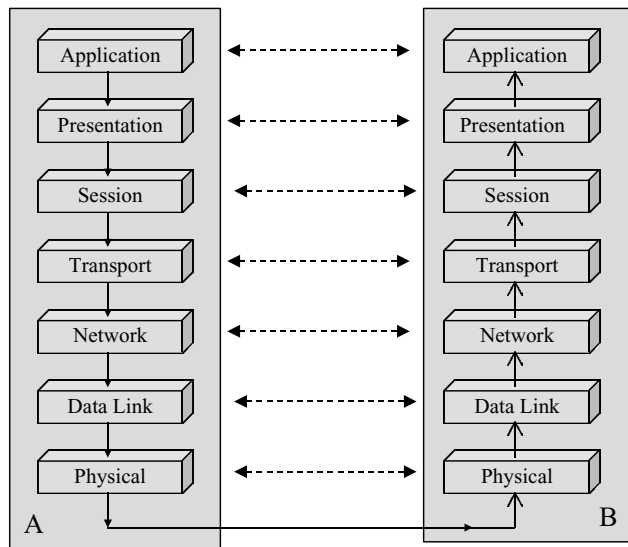 Application
Presentation
Session
Transport
Network
Data Link
Physical
A
Application
Presentation
Session
Transport
Network
Data Link
Physical
B